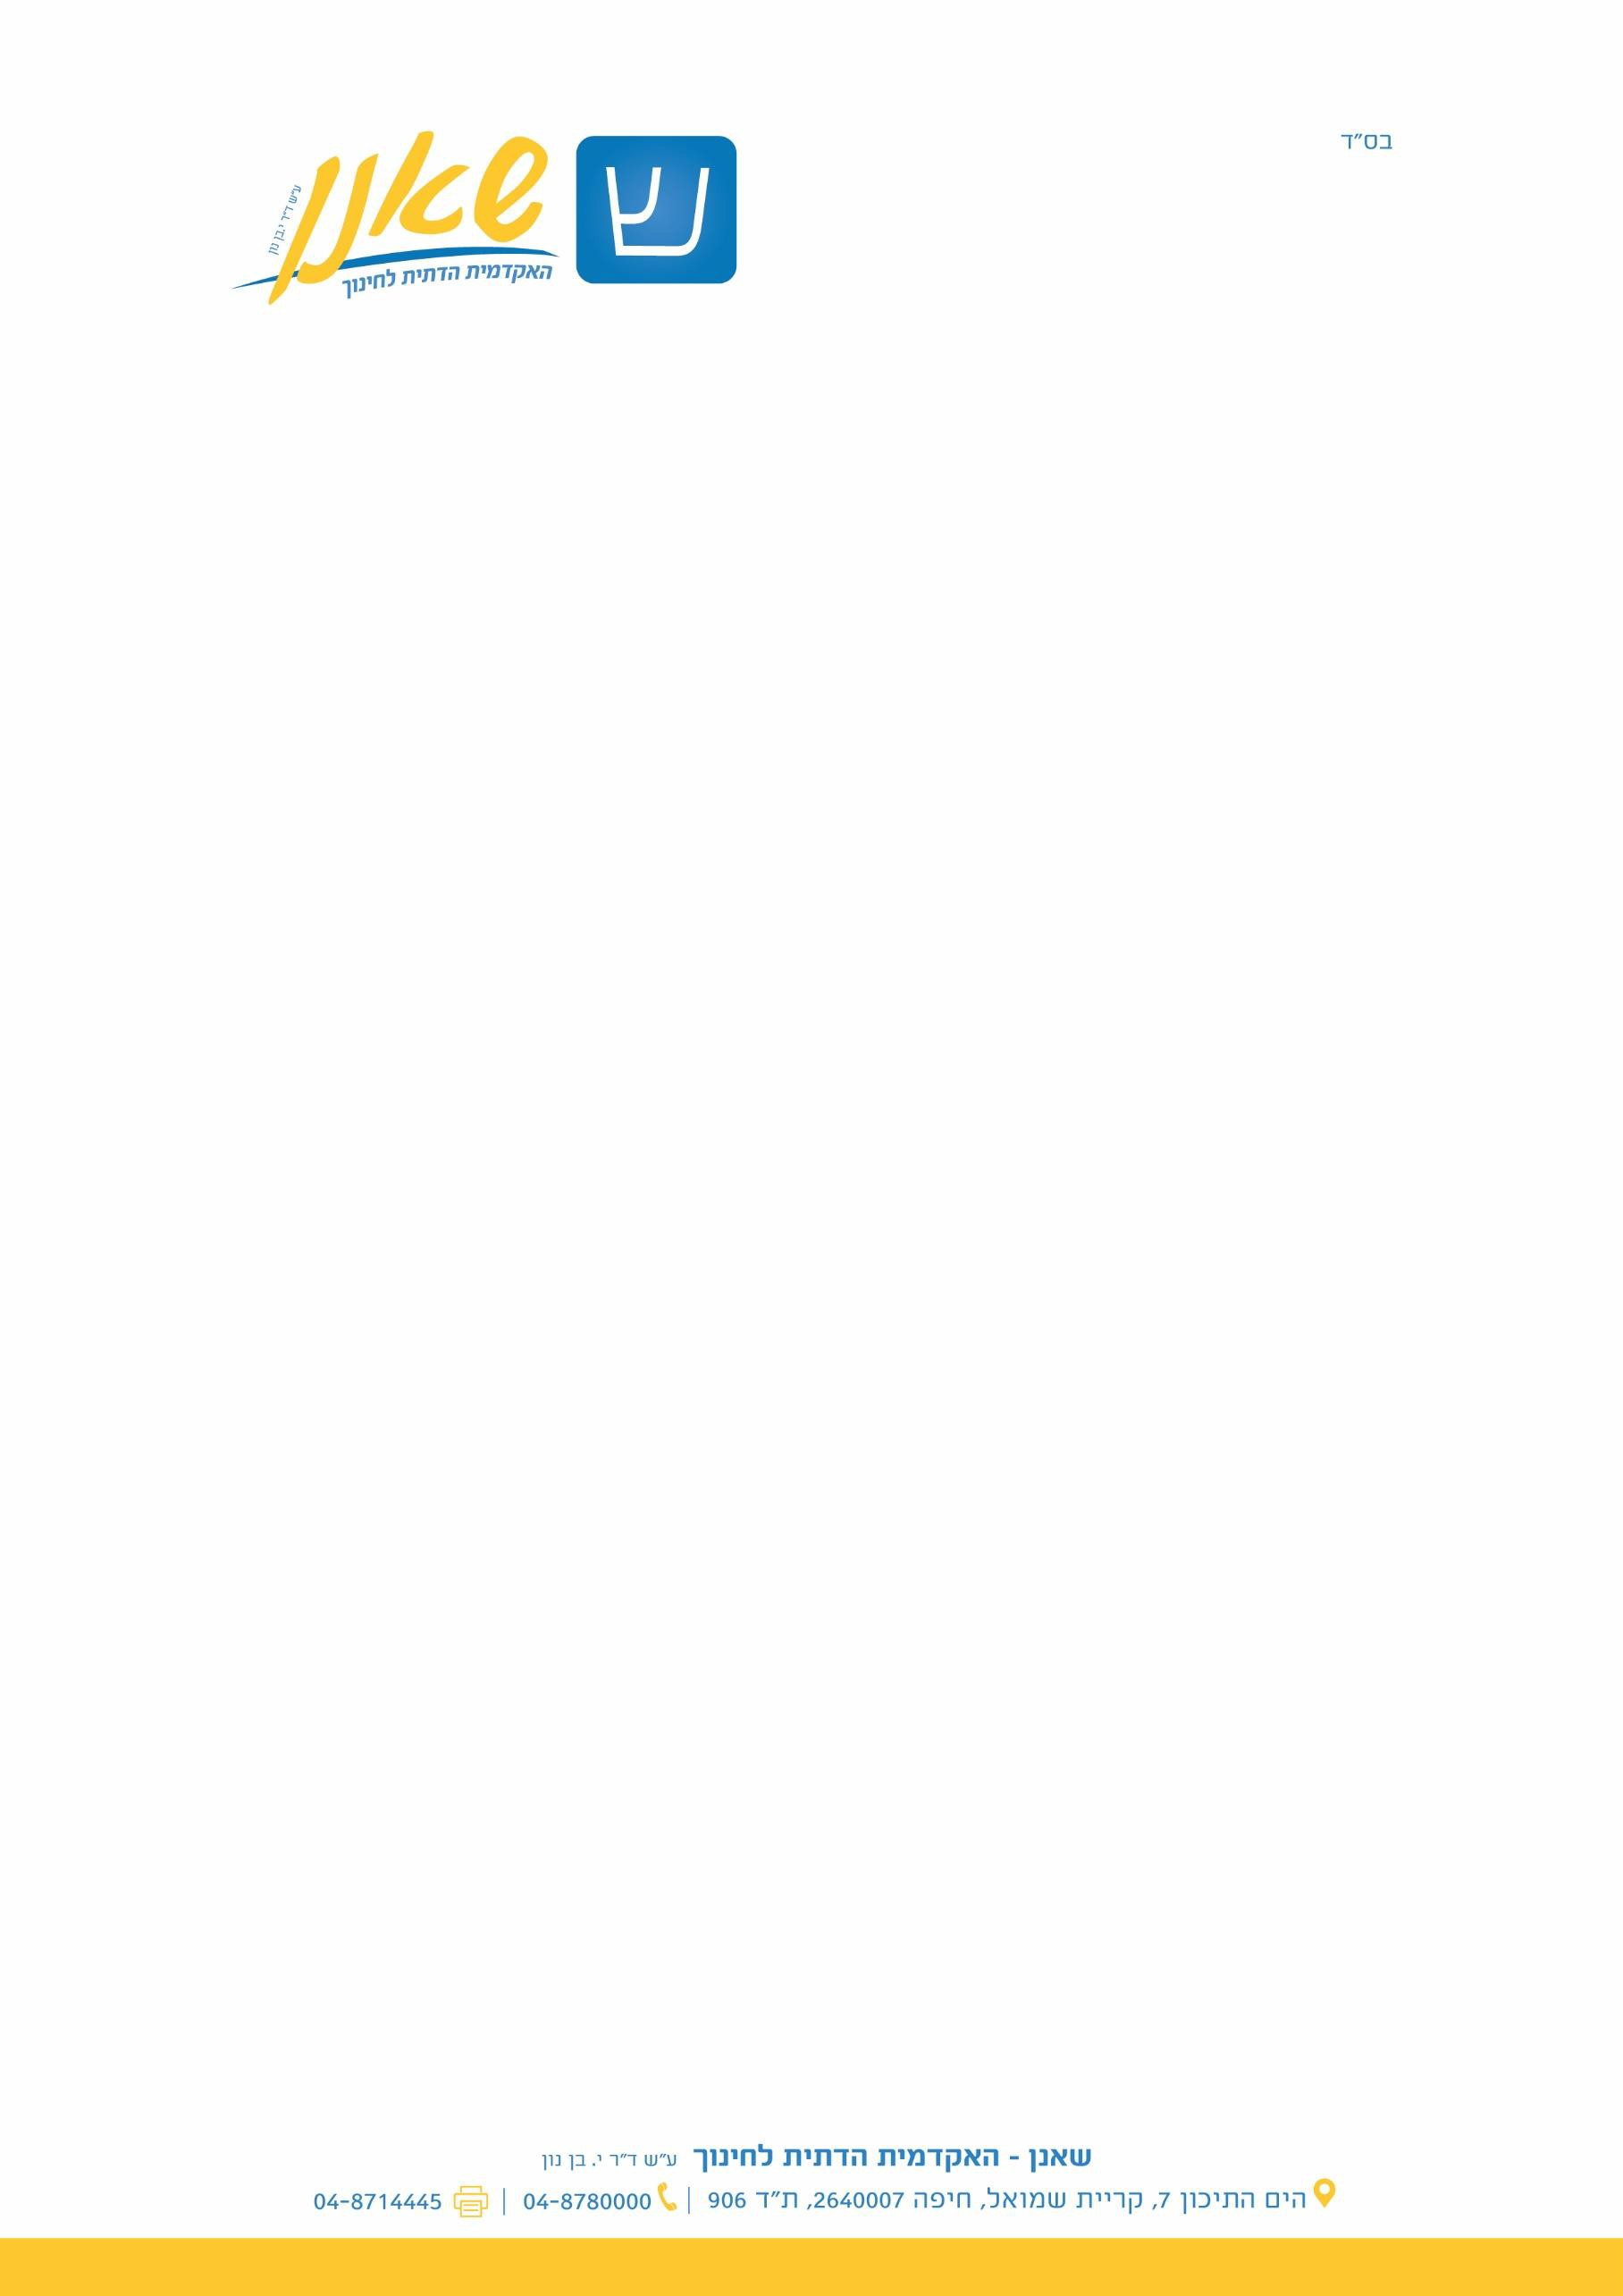 בס״ד
ש
שאנן
ע״ש ד״ר י.בן נון
האקדמית הדתית לחינוך
שאנן - האקדמית הדתית לחינוך ע״ש ד״ר י. בן נון
הים התיכון 7, קריית שמואל, חיפה 2640007, ת״ד 906 | 04-8780000 | 04-8714445